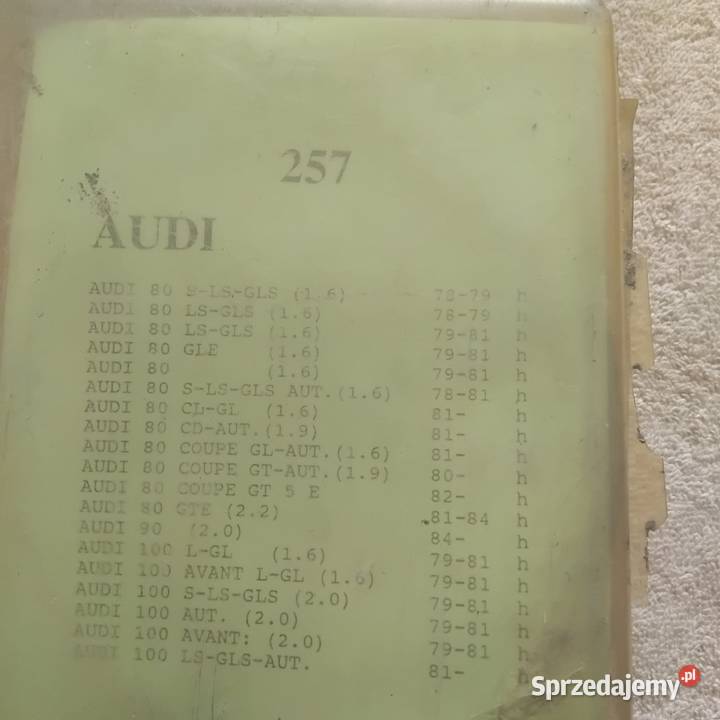 257
AUDI
AUDI 80 S-LS-GLS (1.6) 78-79 h
AUDI 80 LS-GLS (1.6) 78-79 h
AUDI 80 LS-GLS (1.6) 79-81 h
AUDI 80 GLE (1.6) 79-81 h
AUDI 80 (1.6) 79-81 h
AUDI 80 S-LS-GLS AUT.(1.6) 78-81 h
AUDI 80 CL-GL (1.6) 81- h
AUDI 80 CD-AUT.(1.9) 81- h
AUDI 80 COUPE GL-AUT.(1.6) 81- h
AUDI 80 COUPE GT-AUT.(1.9) 80- h
AUDI 80 COUPE GT 5 E 82- h
AUDI 80 GTE (2.2) 81-84 h
AUDI 90 (2.0) 84- h
AUDI 100 L-GL (1.6) 79-81 h
AUDI 100 AVANT L-GL (1.6) 79-81 h
AUDI 100 S-LS-GLS (2.0) 79-81 h
AUDI 100 AUT. (2.0) 79-81 h
AUDI 100 AVANT: (2.0) 79-81 h
AUDI 100 LS-GLS-AUT. 81- h
Sprzedajemy.pl